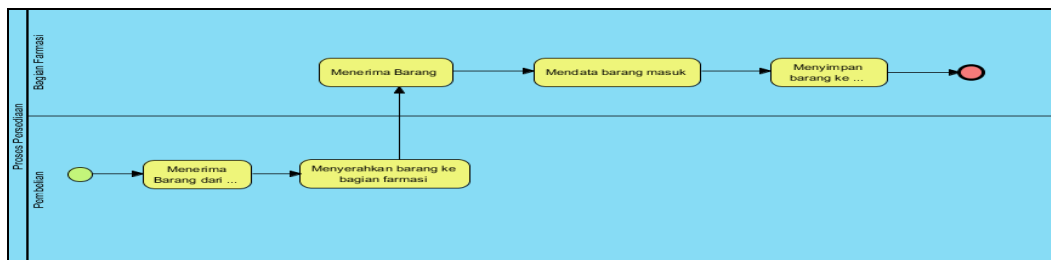 Proses Persediaan
Bagian Farmasi
Menerima Barang
Mendata barang masuk
Menyimpan
barang ke ...
Pembelian
Menerima
Barang dari ...
Menyerahkan barang ke
bagian farmasi